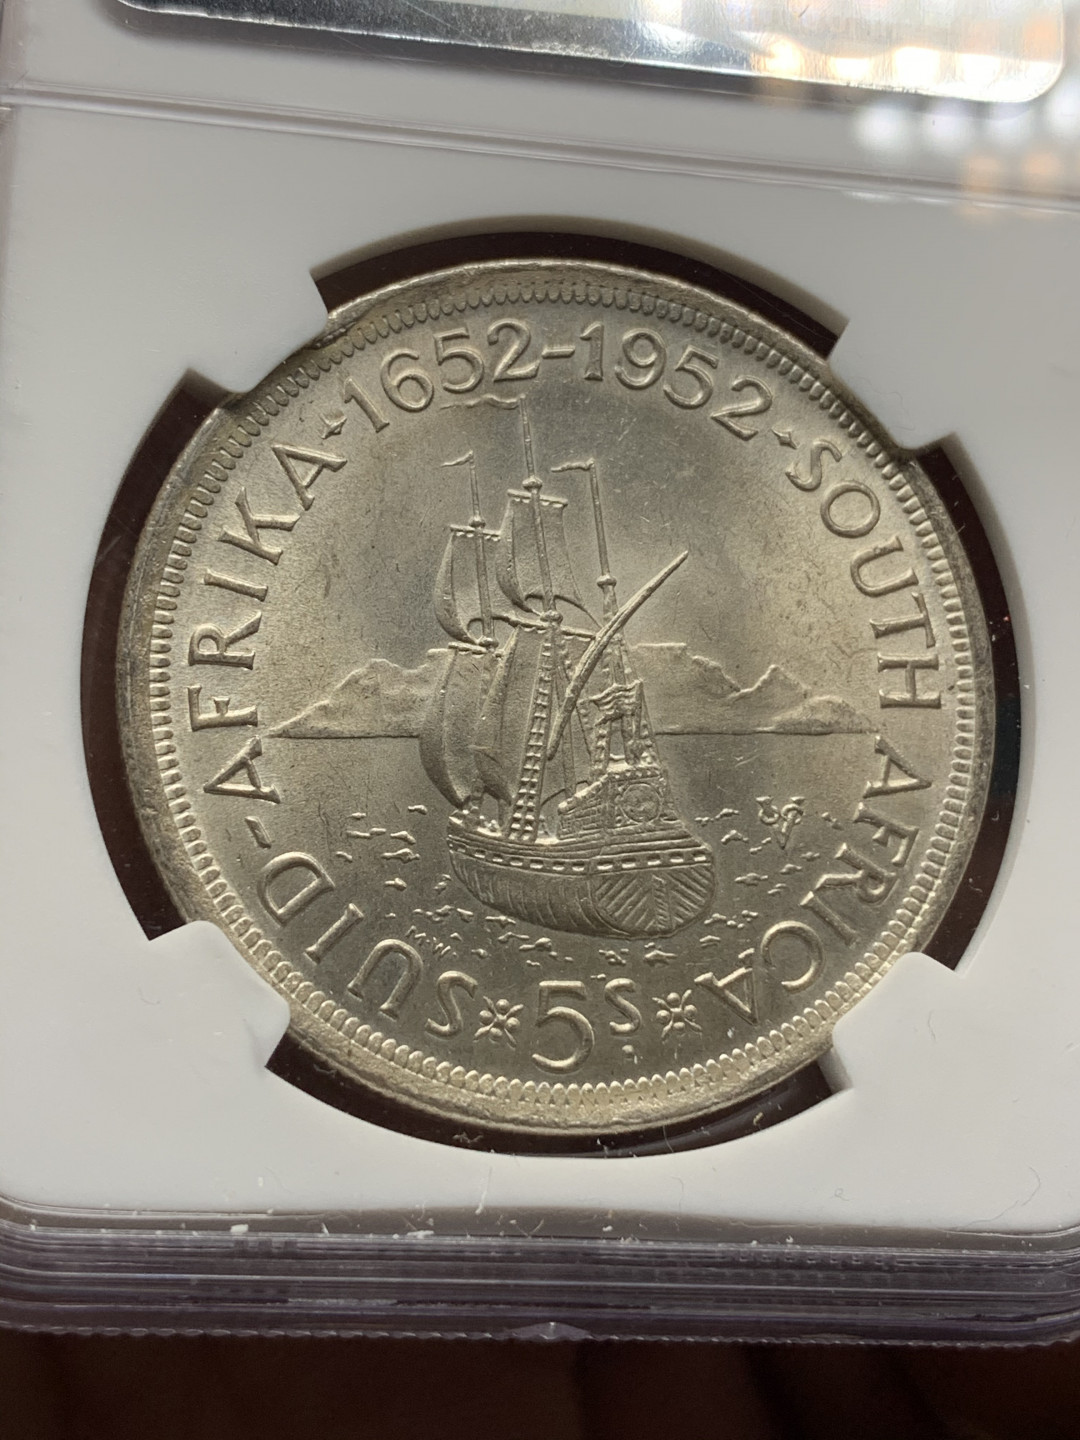 SUID-AFRIKA 1652-1952 SOUTH AFRICA
5s
M.W.